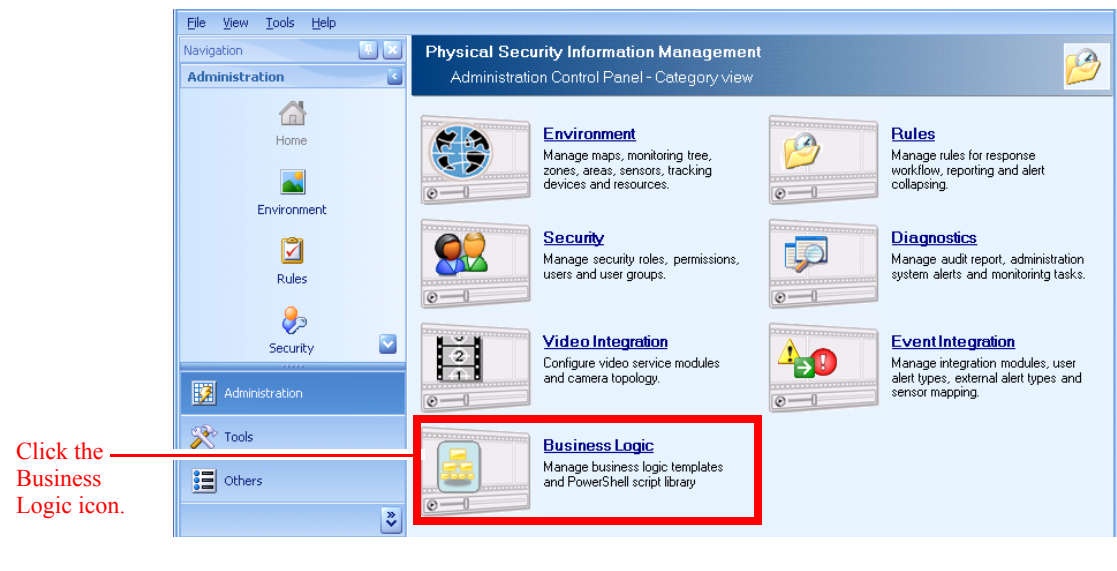 File View Tools Help
Navigation
Administration
Home
Environment
Rules
Security
Administration
Tools
Others
Physical Security Information Management
Administration Control Panel - Category view
Environment
Manage maps, monitoring tree,
zones, areas, sensors, tracking
devices and resources.
Rules
Manage rules for response
workflow, reporting and alert
collapsing.
Security
Manage security roles, permissions,
users and user groups.
Diagnostics
Manage audit report, administration
system alerts and monitorintg tasks.
3
2
1
Video Integration
Configure video service modules
and camera topology.
Event Integration
Manage integration modules, user
alert types, external alert types and
sensor mapping.
Business Logic
Manage business logic templates
and PowerShell script library
Click the
Business
Logic icon.